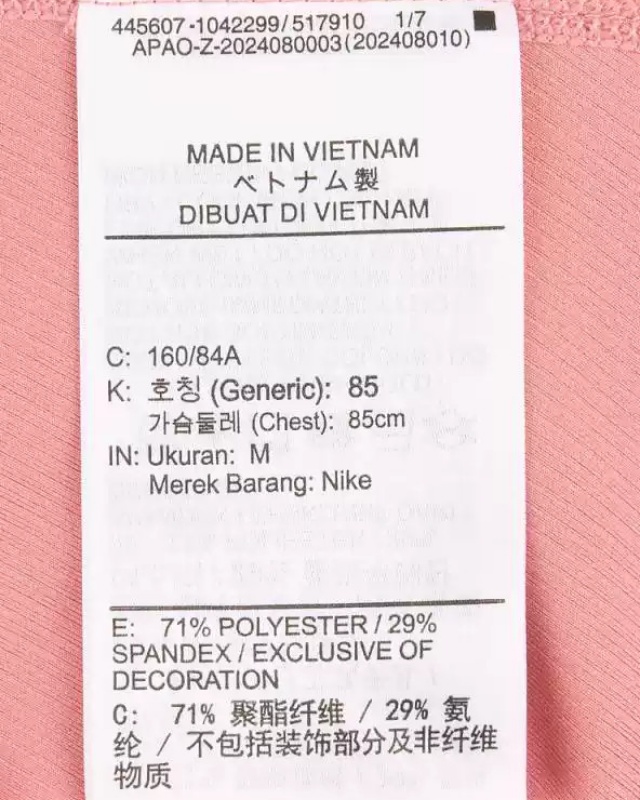 445607-1042299/517910 1/7
APAO-Z-2024080003(202408010)
MADE IN VIETNAM
ベトナム製
DIBUAT DI VIETNAM
C: 160/84A
K: 호칭 (Generic): 85
가슴둘레 (Chest): 85cm
IN: Ukuran: M
Merek Barang: Nike
E: 71% POLYESTER / 29%
SPANDEX / EXCLUSIVE OF
DECORATION
C: 71% 聚酯纤维 / 29% 氨
纶 / 不包括装饰部分及非纤维
物质